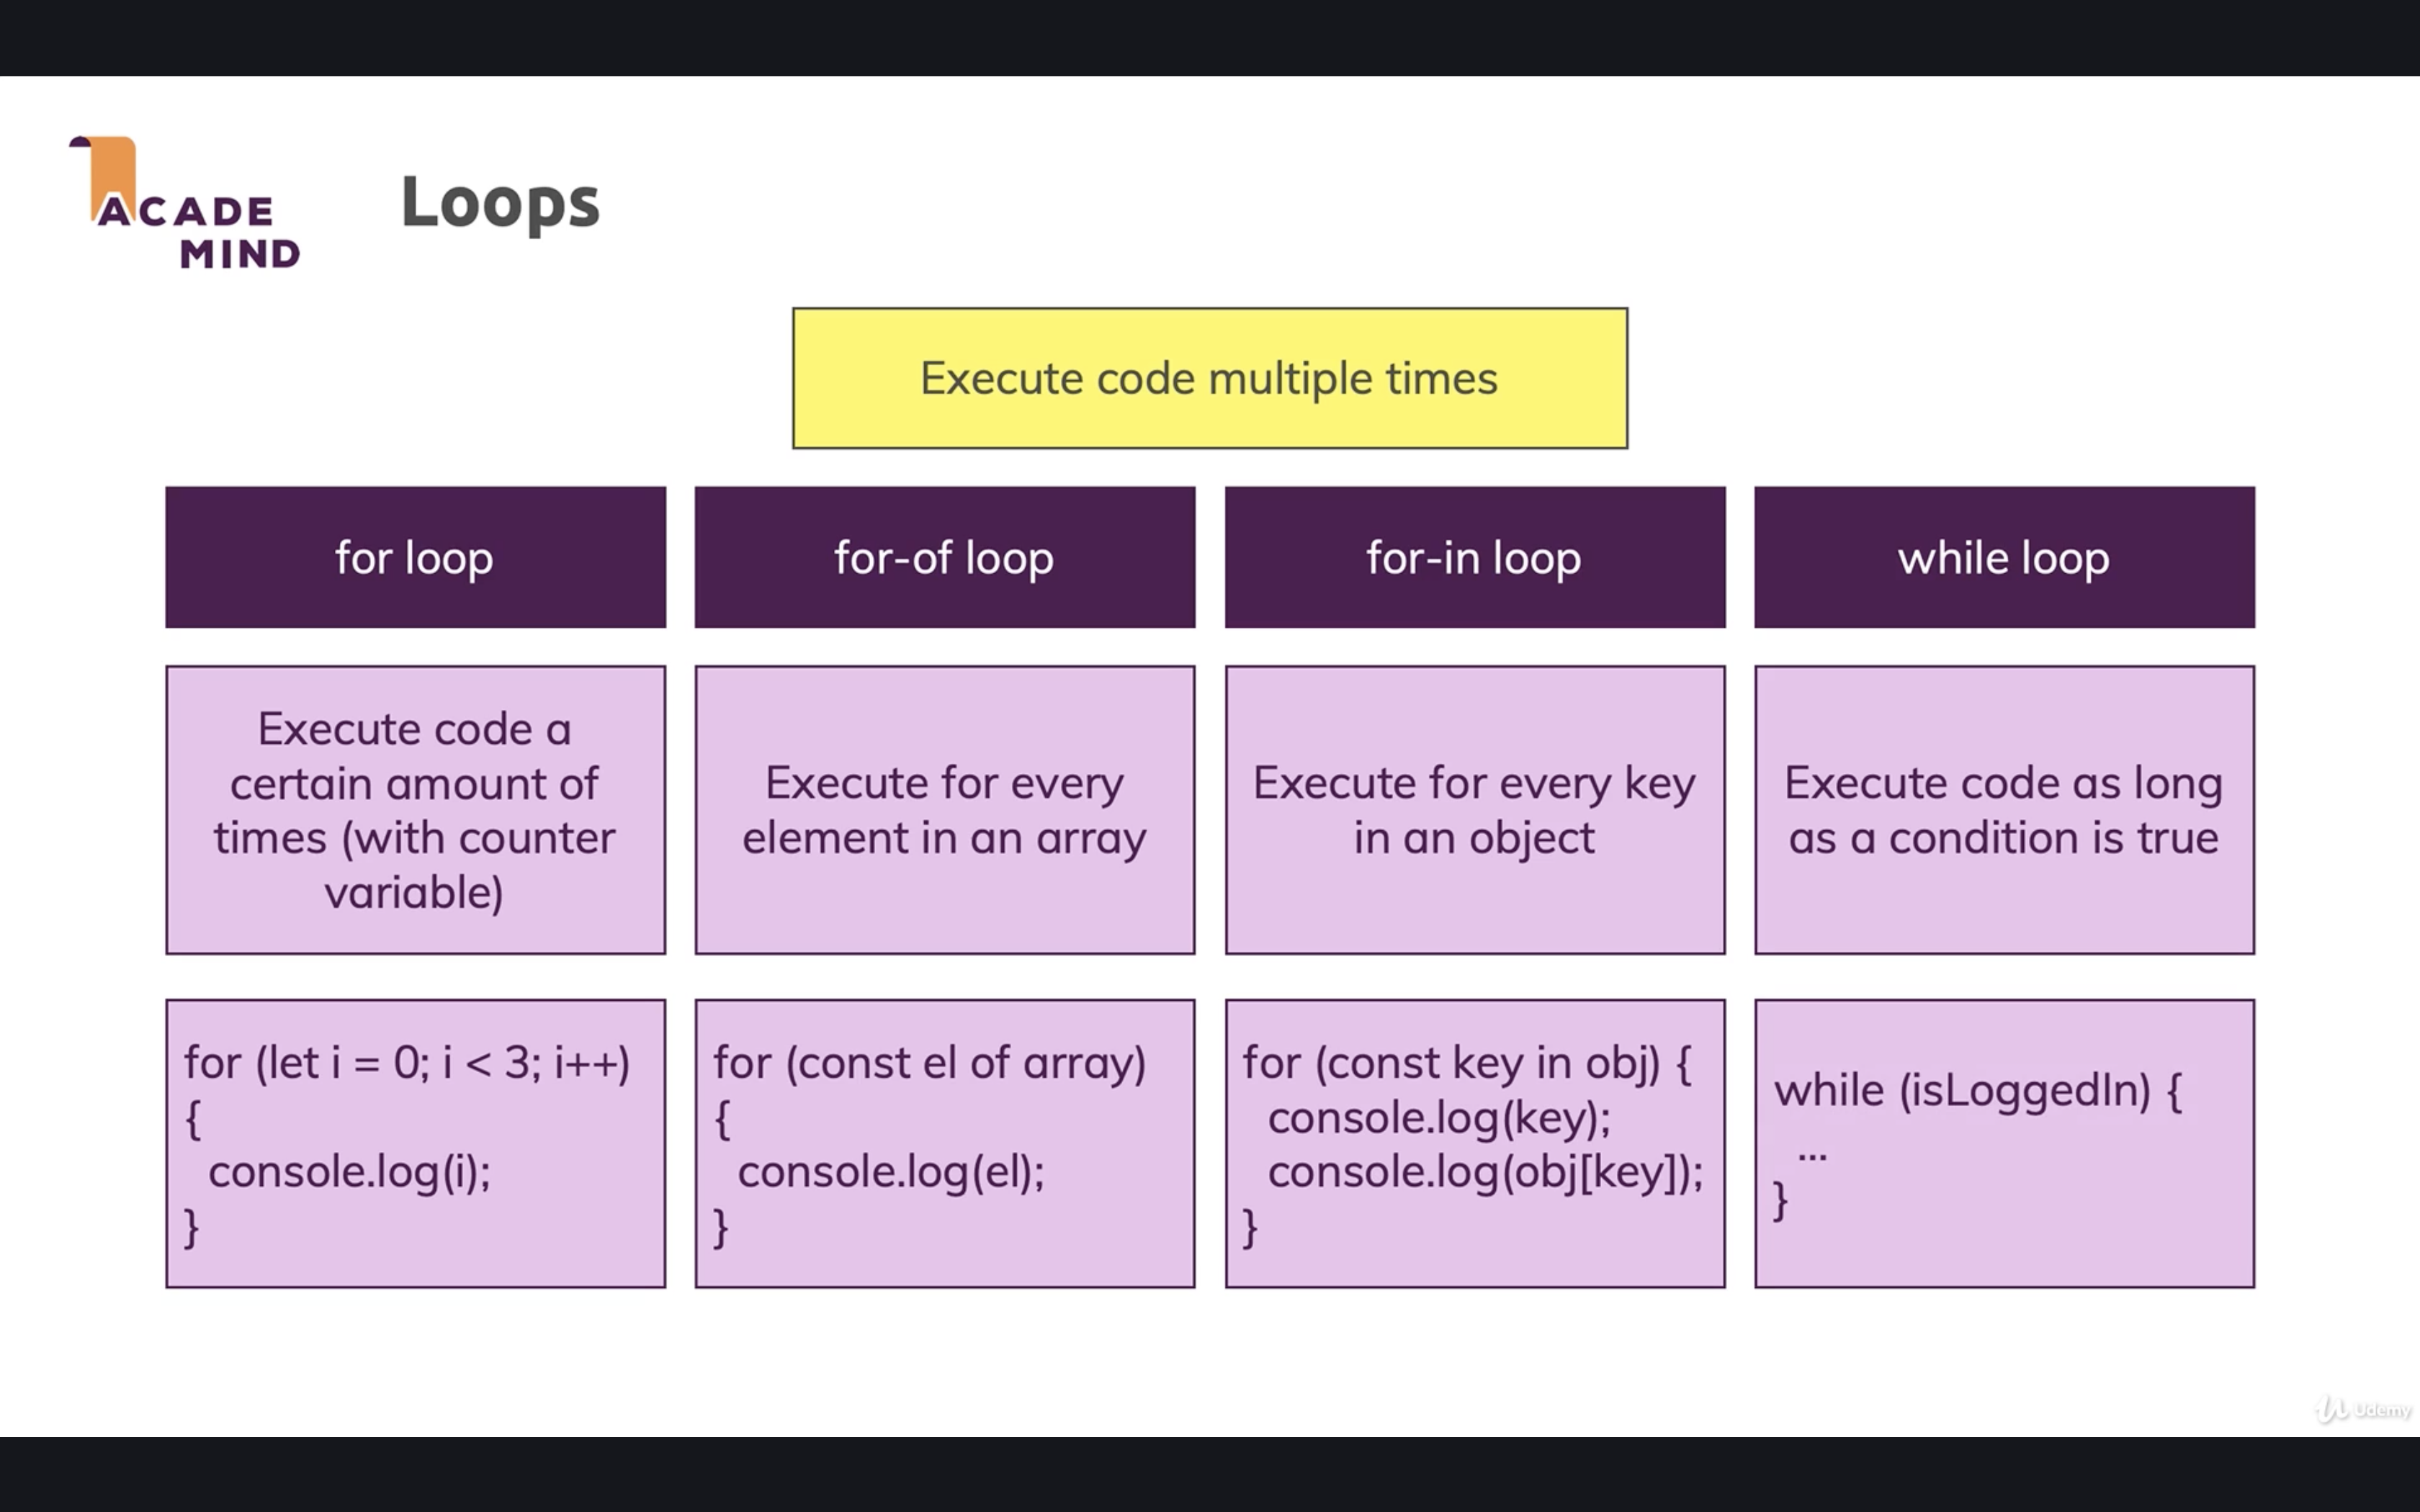 ACADE
MIND
Loops
Execute code multiple times
for loop
for-of loop
for-in loop
while loop
Execute code a
certain amount of
times (with counter
variable)
Execute for every
element in an array
Execute for every key
in an object
Execute code as long
as a condition is true
for (let i = 0; i < 3; i++)
{
  console.log(i);
}
for (const el of array)
{
  console.log(el);
}
for (const key in obj) {
  console.log(key);
  console.log(obj[key]);
}
while (isLoggedIn) {
  ...
}
Udemy